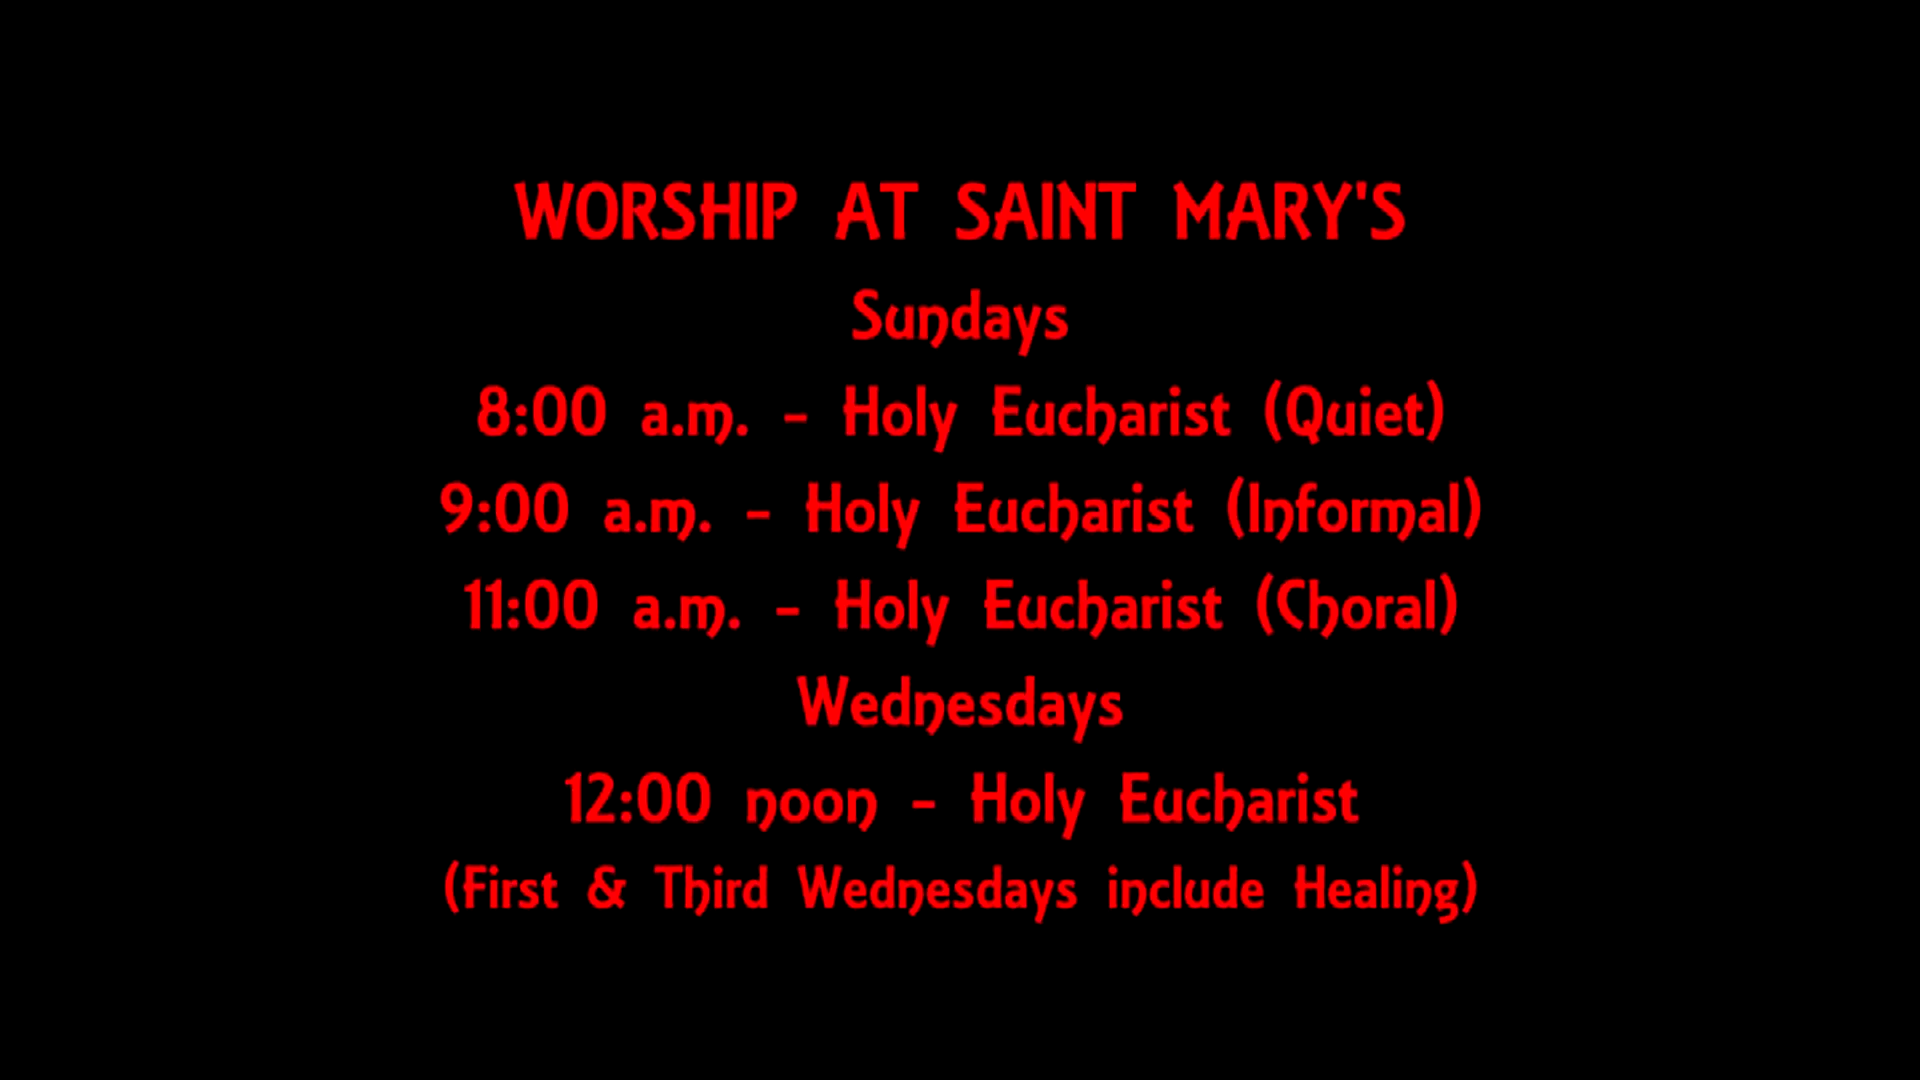 WORSHIP AT SAINT MARY'S
Sundays
8:00 a.m. - Holy Eucharist (Quiet)
9:00 a.m. - Holy Eucharist (Informal)
11:00 a.m. - Holy Eucharist (Choral)
Wednesdays
12:00 noon - Holy Eucharist
(First & Third Wednesdays include Healing)